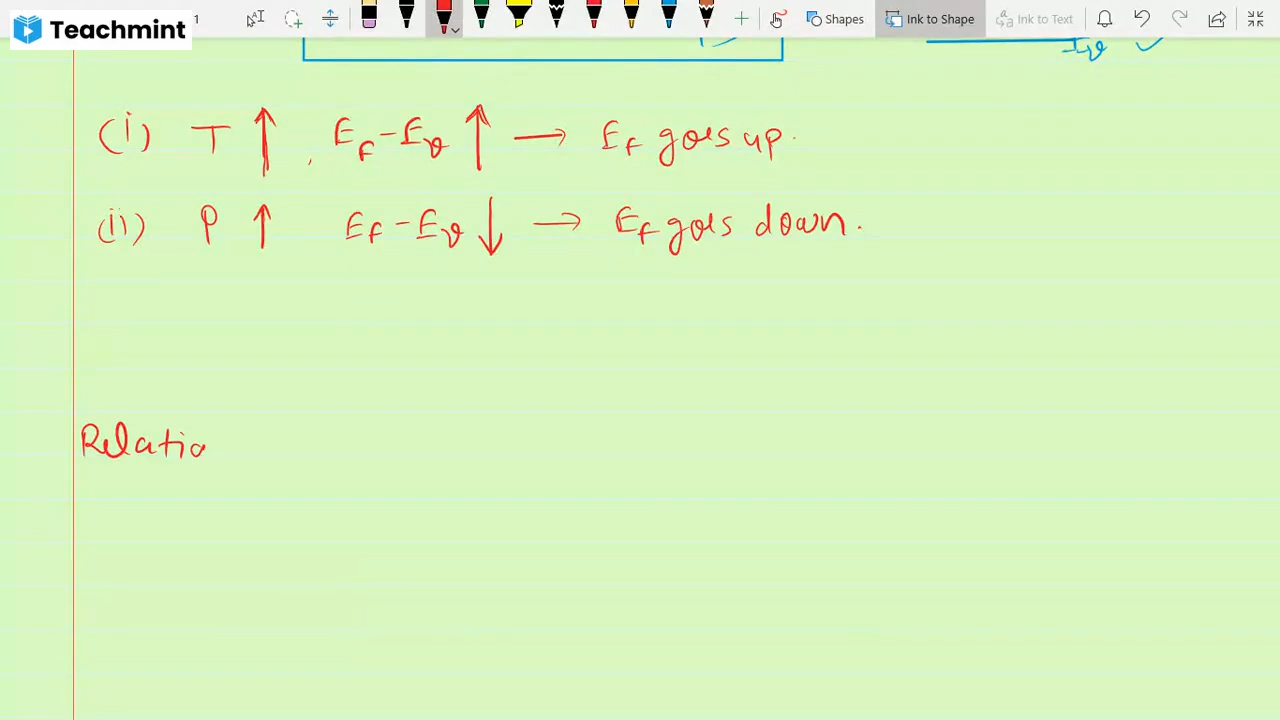 Teachmint
Shapes Ink to Shape Ink to Text
Ev
(i) T ↑ , Ef - Ev ↑ → Ef goes up.
(ii) P ↑ Ef - Ev ↓ → Ef goes down.
Relatio